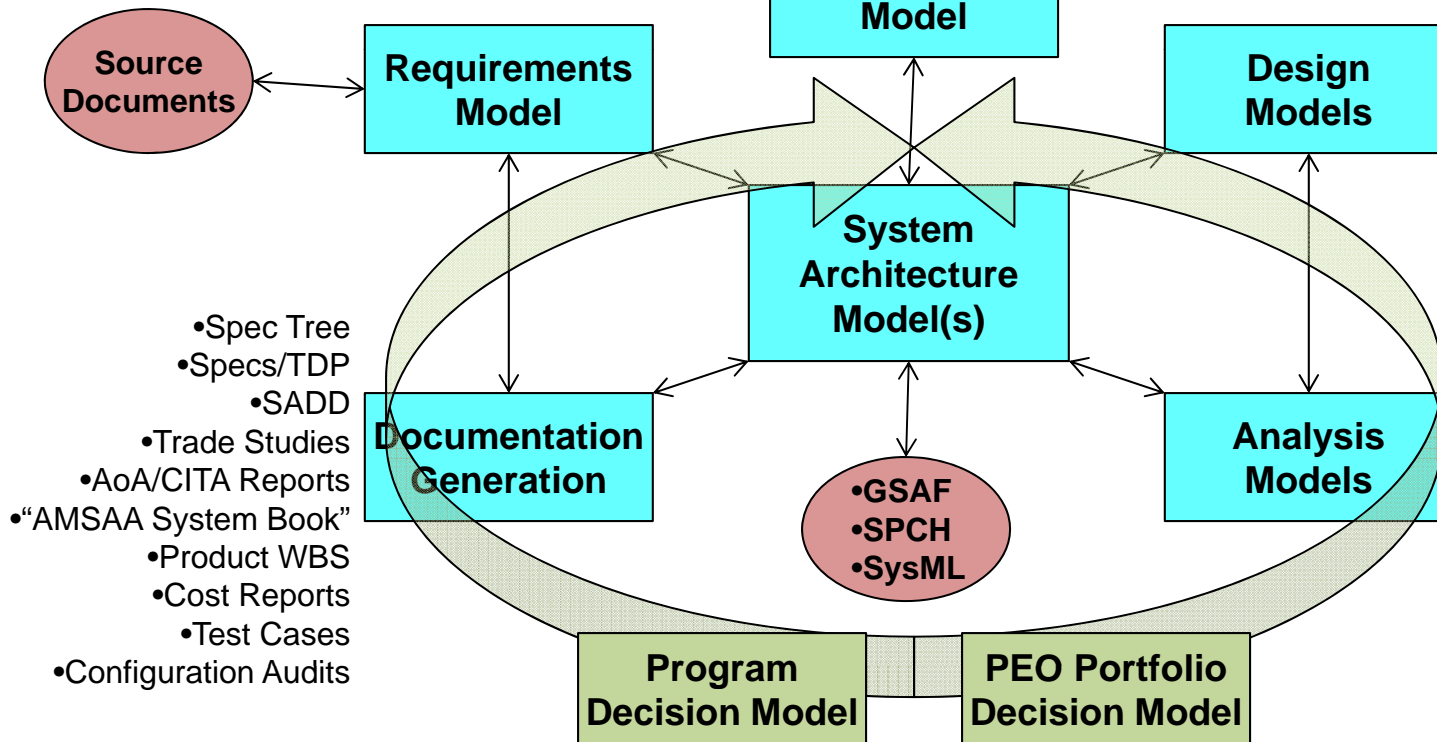 Model
Source
Documents
Requirements
Model
Design
Models
System
Architecture
Model(s)
•Spec Tree
•Specs/TDP
•SADD
•Trade Studies
•AoA/CITA Reports
•“AMSAA System Book”
•Product WBS
•Cost Reports
•Test Cases
•Configuration Audits
Documentation
Generation
•GSAF
•SPCH
•SysML
Analysis
Models
Program
Decision Model
PEO Portfolio
Decision Model